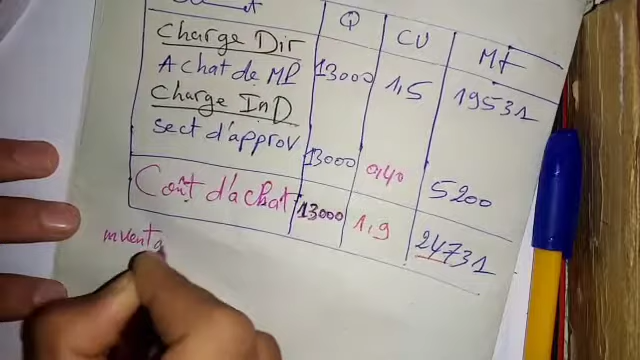 Q CU MT
Charge Dir
Achat de MP 13000 1,5 19531
Charge InD
sect d'approv 13000 0,40 5200
Coût d'achat 13000 1,9 24731
inventa